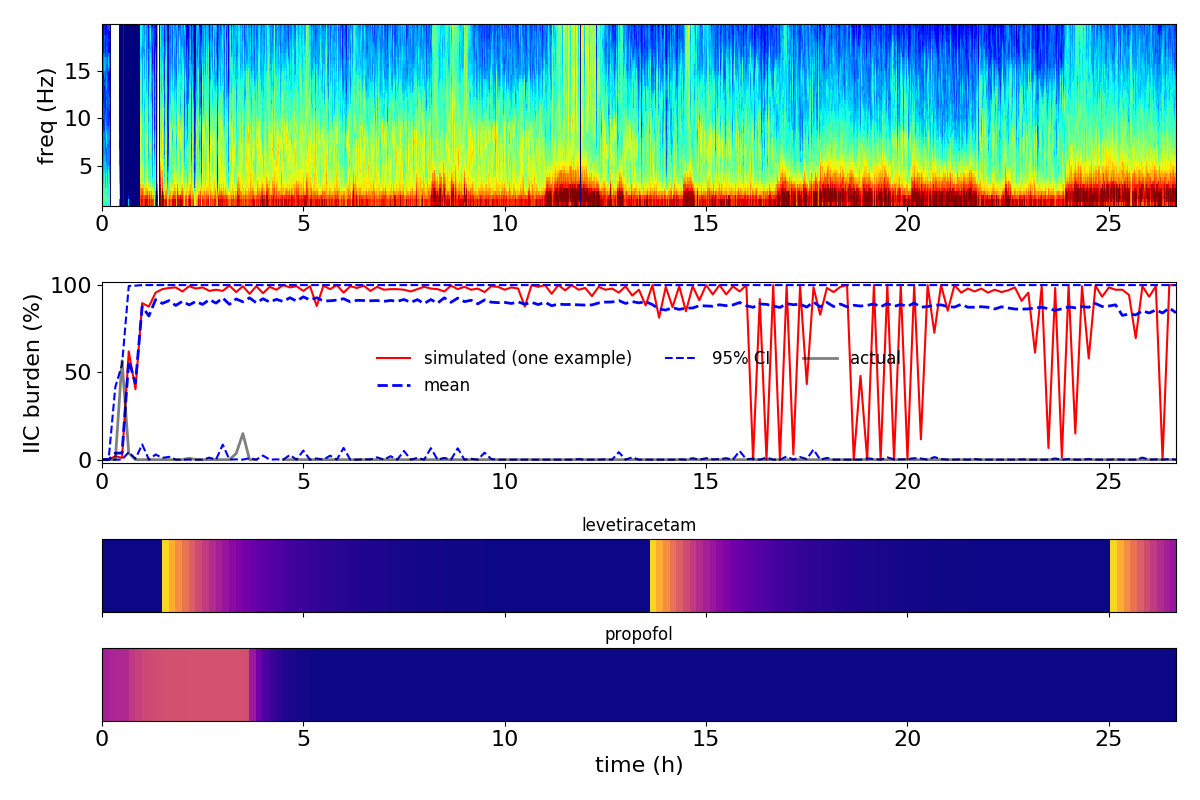 freq (Hz)
15
10
5
0 5 10 15 20 25
IIC burden (%)
100
50
0
simulated (one example) 95% CI actual
mean
0 5 10 15 20 25
levetiracetam
propofol
0 5 10 15 20 25
time (h)